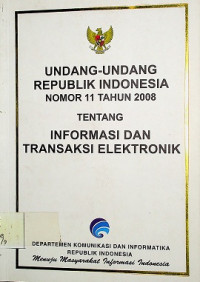 UNDANG-UNDANG
REPUBLIK INDONESIA
NOMOR 11 TAHUN 2008
TENTANG
INFORMASI DAN
TRANSAKSI ELEKTRONIK
DEPARTEMEN KOMUNIKASI DAN INFORMATIKA
REPUBLIK INDONESIA
Menuju Masyarakat Informasi Indonesia